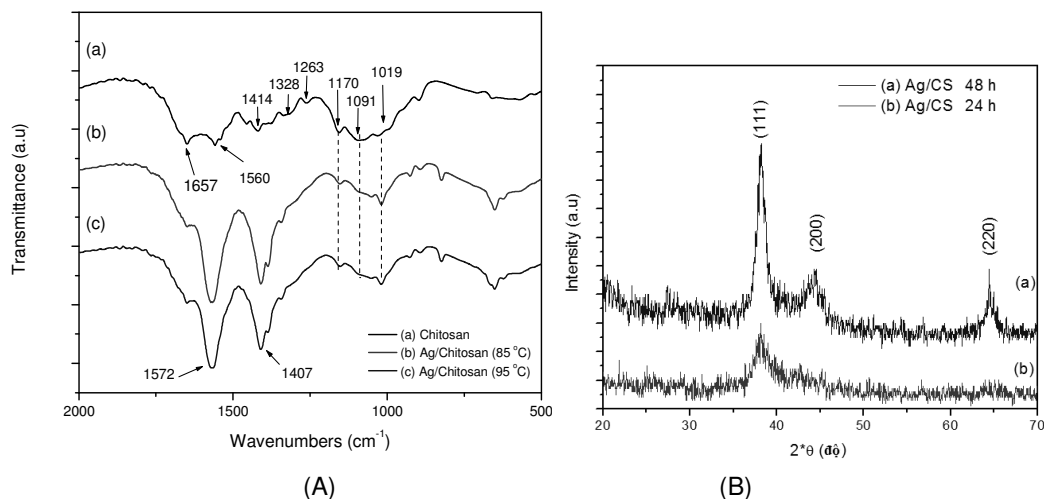 (a)
(b)
(c)
1657
1560
1414
1328
1263
1170
1091
1019
1572
1407
(a) Chitosan
(b) Ag/Chitosan (85 °C)
(c) Ag/Chitosan (95 °C)
Transmittance (a.u)
2000
1500
1000
500
Wavenumbers (cm-1)
(A)
(a) Ag/CS 48 h
(b) Ag/CS 24 h
(111)
(200)
(220)
(a)
(b)
Intensity (a.u)
20
30
40
50
60
70
2*θ (độ)
(B)